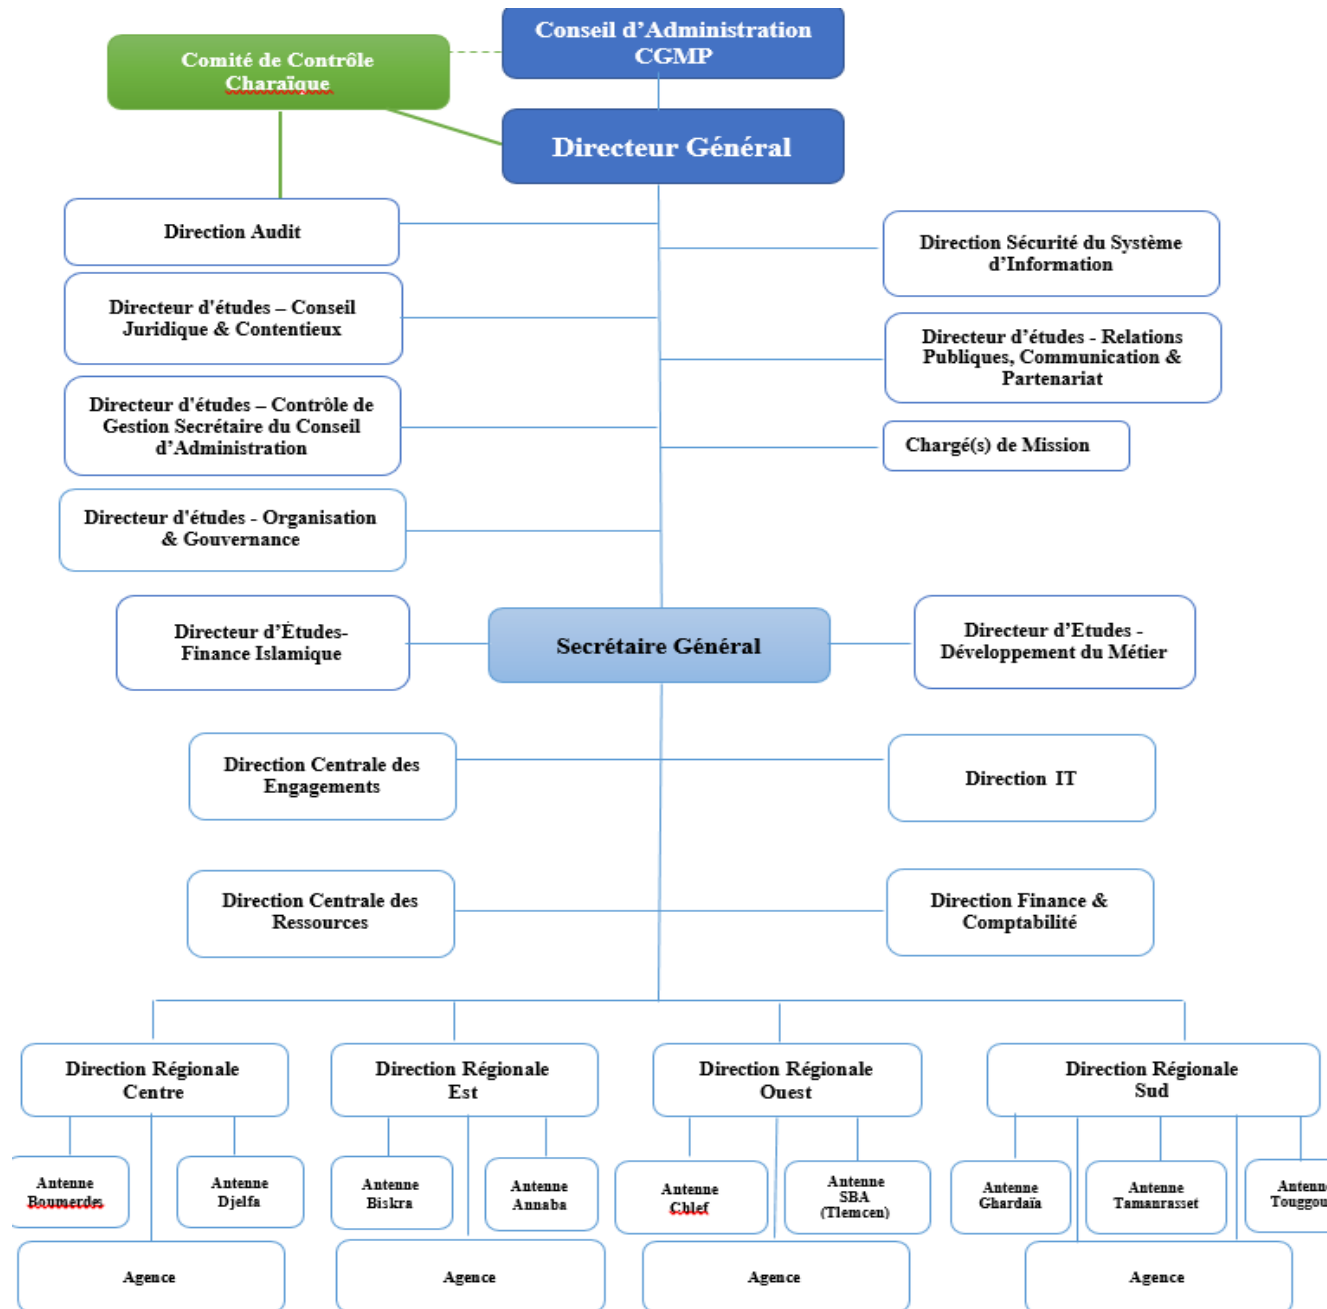 Conseil d’Administration
CGMP
Comité de Contrôle
Charaïque
Directeur Général
Direction Audit
Direction Sécurité du Système
d’Information
Directeur d'études – Conseil
Juridique & Contentieux
Directeur d’études - Relations
Publiques, Communication &
Partenariat
Directeur d'études – Contrôle de
Gestion Secrétaire du Conseil
d’Administration
Chargé(s) de Mission
Directeur d'études - Organisation
& Gouvernance
Directeur d’Études-
Finance Islamique
Secrétaire Général
Directeur d’Etudes -
Développement du Métier
Direction Centrale des
Engagements
Direction IT
Direction Centrale des
Ressources
Direction Finance &
Comptabilité
Direction Régionale
Centre
Direction Régionale
Est
Direction Régionale
Ouest
Direction Régionale
Sud
Antenne
Boumerdes
Antenne
Djelfa
Antenne
Biskra
Antenne
Annaba
Antenne
Chlef
Antenne
SBA
(Tlemcen)
Antenne
Ghardaïa
Antenne
Tamanrasset
Antenn
Touggou
Agence
Agence
Agence
Agence